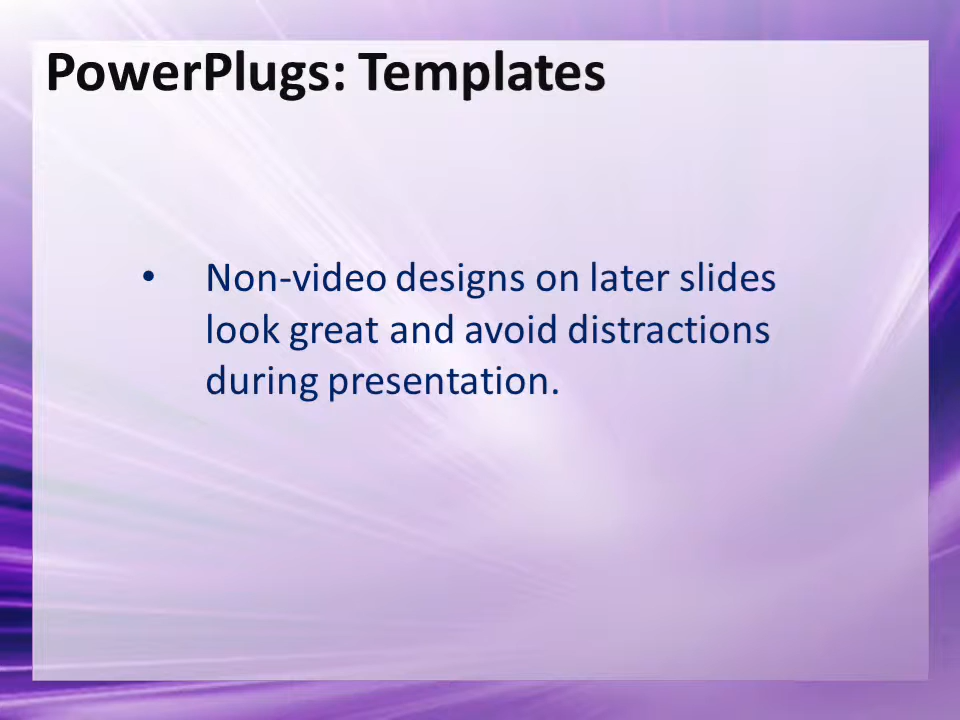 PowerPlugs: Templates
• Non-video designs on later slides
look great and avoid distractions
during presentation.